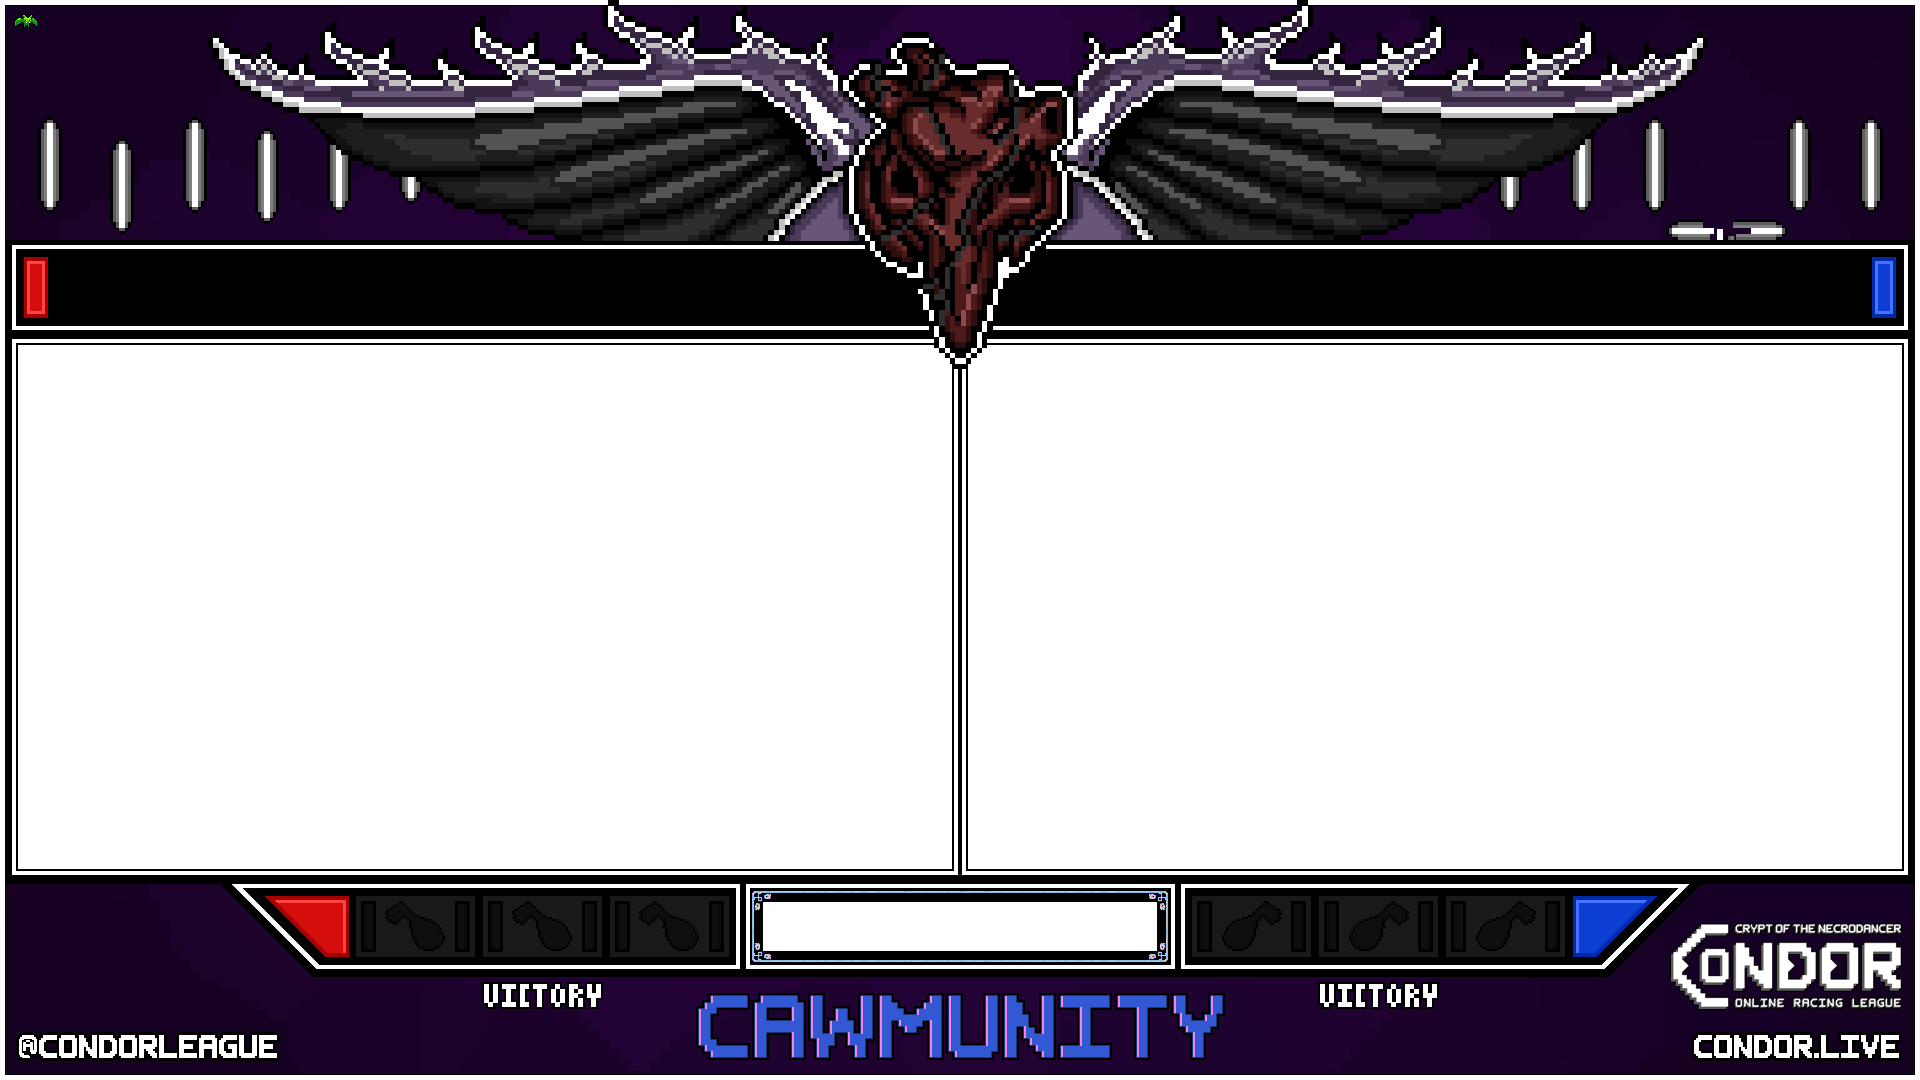 VICTORY
VICTORY
CAWMUNITY
CRYPT OF THE NECRODANCER
CONDOR
ONLINE RACING LEAGUE
@CONDORLEAGUE
CONDOR.LIVE